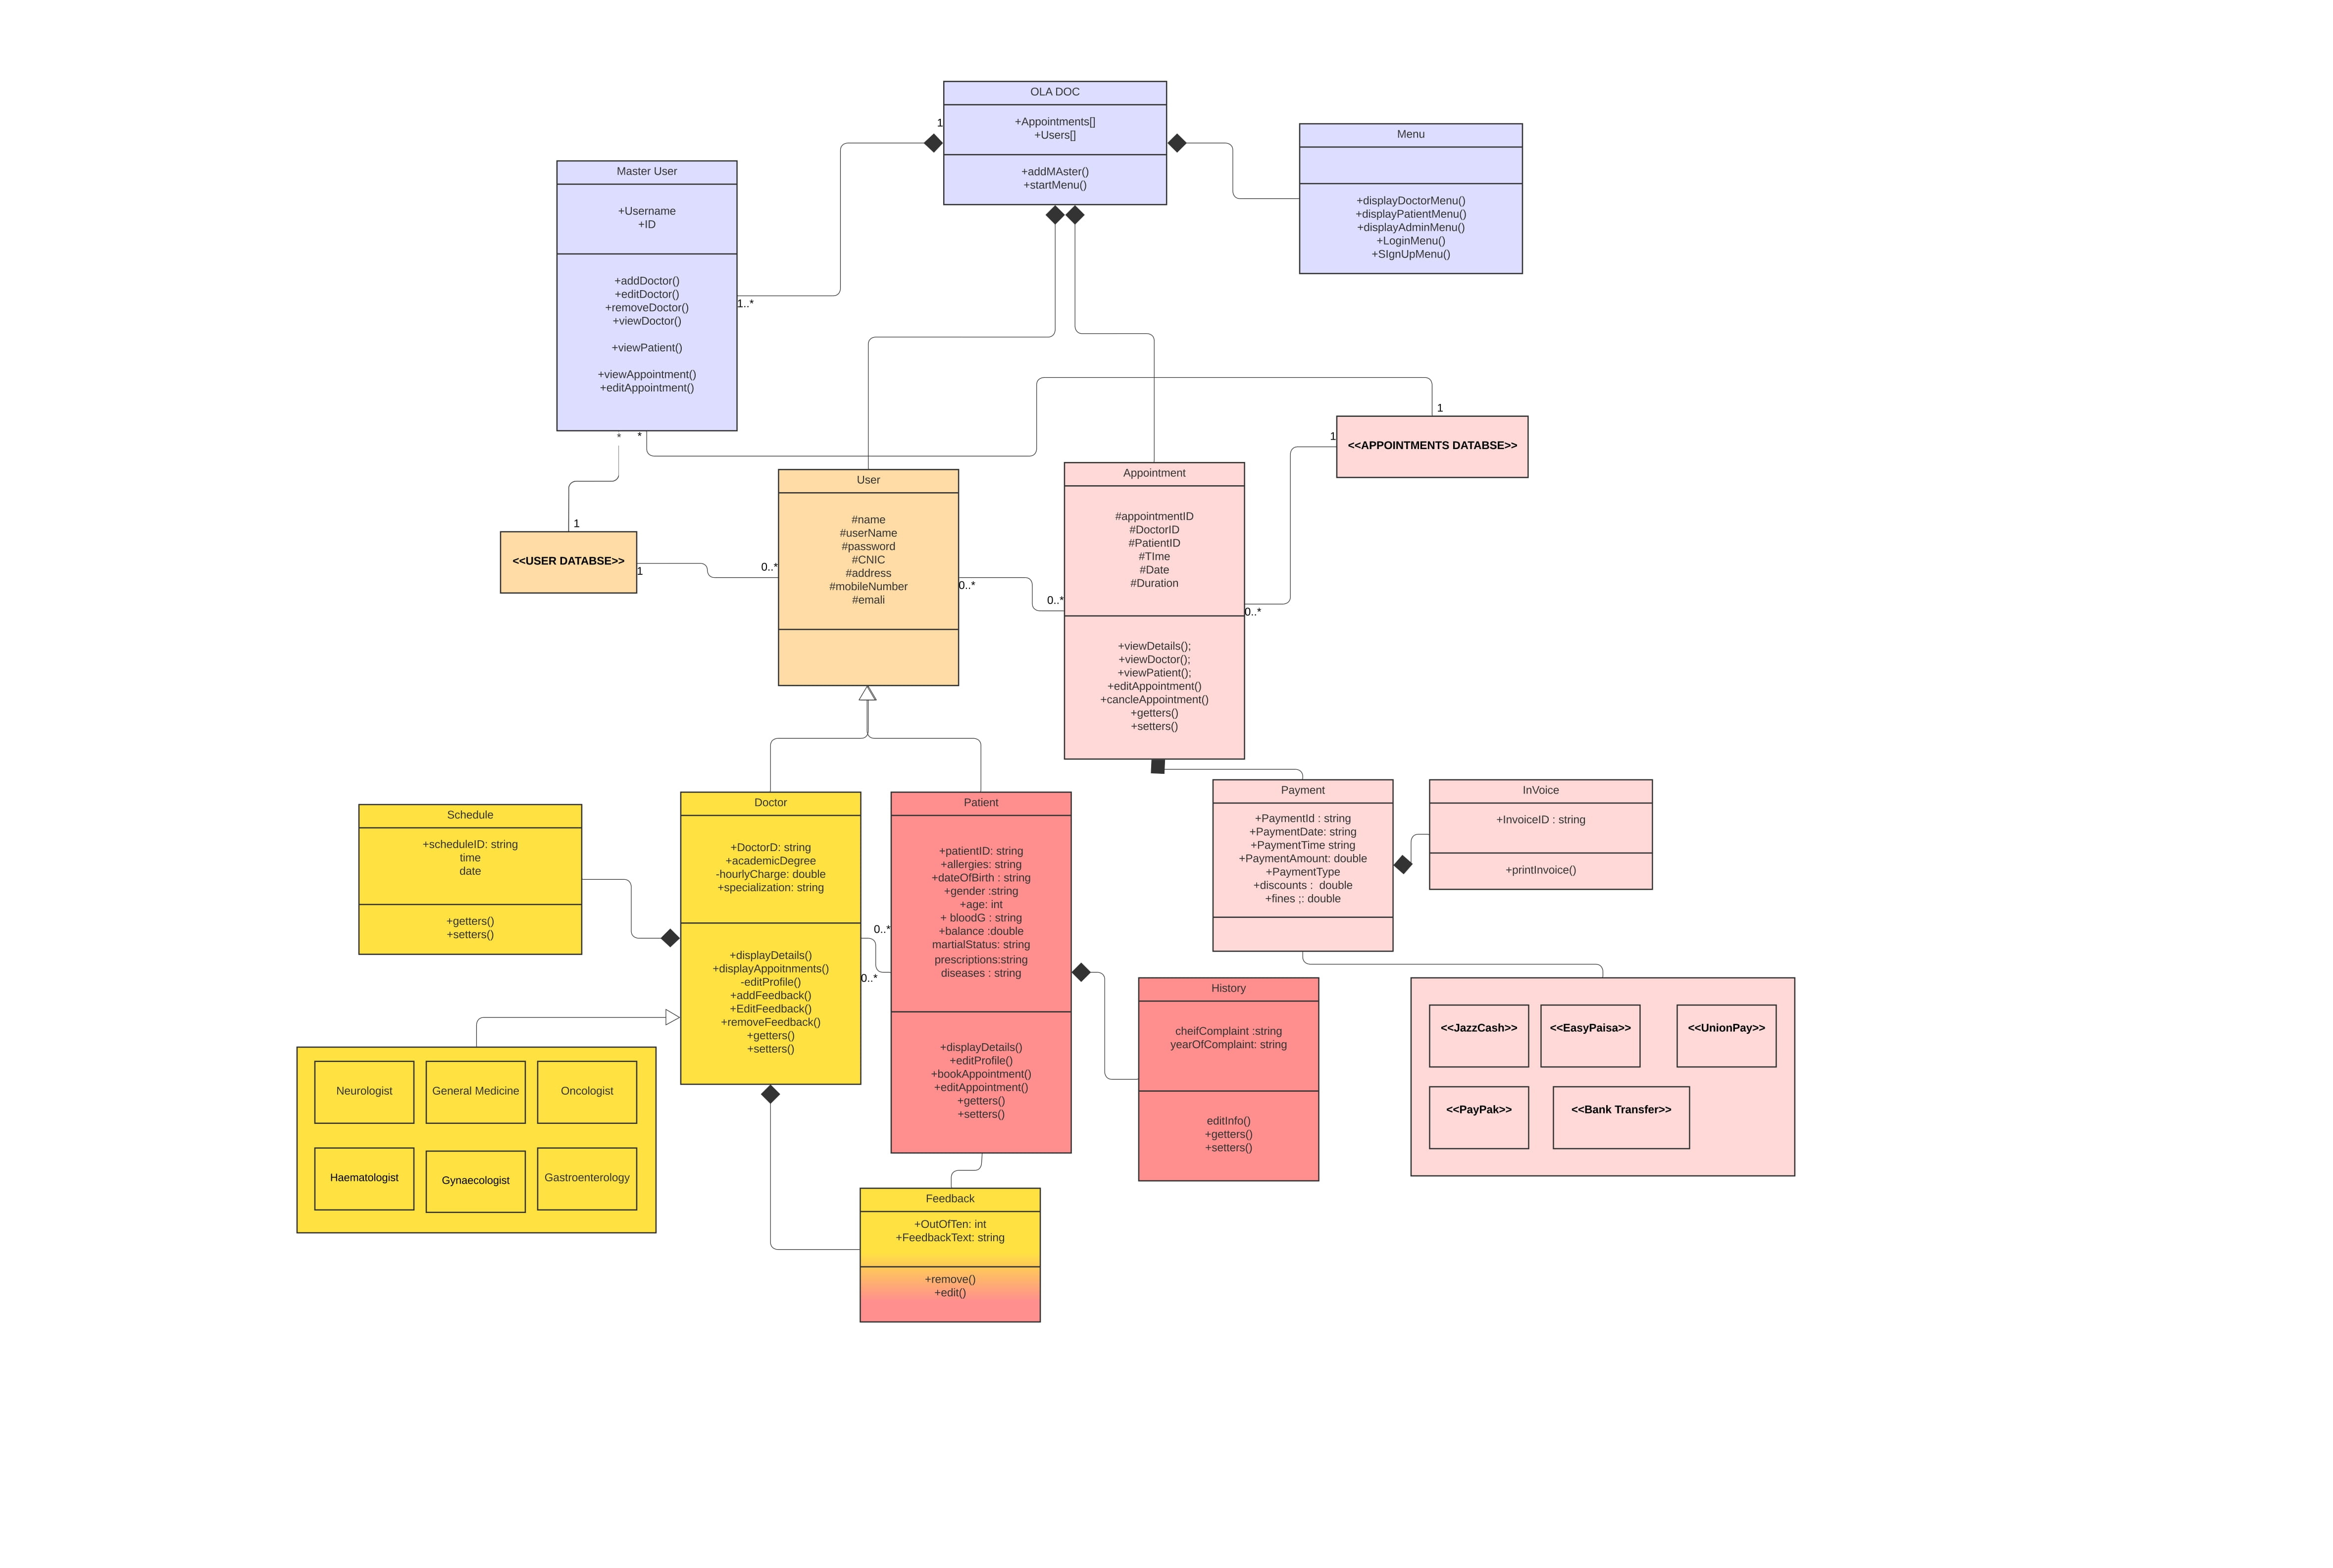 OLA DOC
+Appointments[]
+Users[]
+addMAster()
+startMenu()
1
Menu
+displayDoctorMenu()
+displayPatientMenu()
+displayAdminMenu()
+LoginMenu()
+SIgnUpMenu()
Master User
+Username
+ID
+addDoctor()
+editDoctor()
+removeDoctor()
+viewDoctor()
+viewPatient()
+viewAppointment()
+editAppointment()
1..*
*
*
1
1
<<APPOINTMENTS DATABSE>>
1
<<USER DATABSE>>
1
0..*
User
#name
#userName
#password
#CNIC
#address
#mobileNumber
#emali
0..*
0..*
Appointment
#appointmentID
#DoctorID
#PatientID
#TIme
#Date
#Duration
+viewDetails();
+viewDoctor();
+viewPatient();
+editAppointment()
+cancleAppointment()
+getters()
+setters()
0..*
Schedule
+scheduleID: string
time
date
+getters()
+setters()
Doctor
+DoctorD: string
+academicDegree
-hourlyCharge: double
+specialization: string
+displayDetails()
+displayAppoitnments()
-editProfile()
+addFeedback()
+EditFeedback()
+removeFeedback()
+getters()
+setters()
0..*
0..*
Patient
+patientID: string
+allergies: string
+dateOfBirth : string
+gender :string
+age: int
+ bloodG : string
+balance :double
martialStatus: string
prescriptions:string
diseases : string
+displayDetails()
+editProfile()
+bookAppointment()
+editAppointment()
+getters()
+setters()
Payment
+PaymentId : string
+PaymentDate: string
+PaymentTime string
+PaymentAmount: double
+PaymentType
+discounts :  double
+fines ;: double
InVoice
+InvoiceID : string
+printInvoice()
History
cheifComplaint :string
yearOfComplaint: string
editInfo()
+getters()
+setters()
<<JazzCash>>
<<EasyPaisa>>
<<UnionPay>>
<<PayPak>>
<<Bank Transfer>>
Neurologist
General Medicine
Oncologist
Haematologist
Gynaecologist
Gastroenterology
Feedback
+OutOfTen: int
+FeedbackText: string
+remove()
+edit()